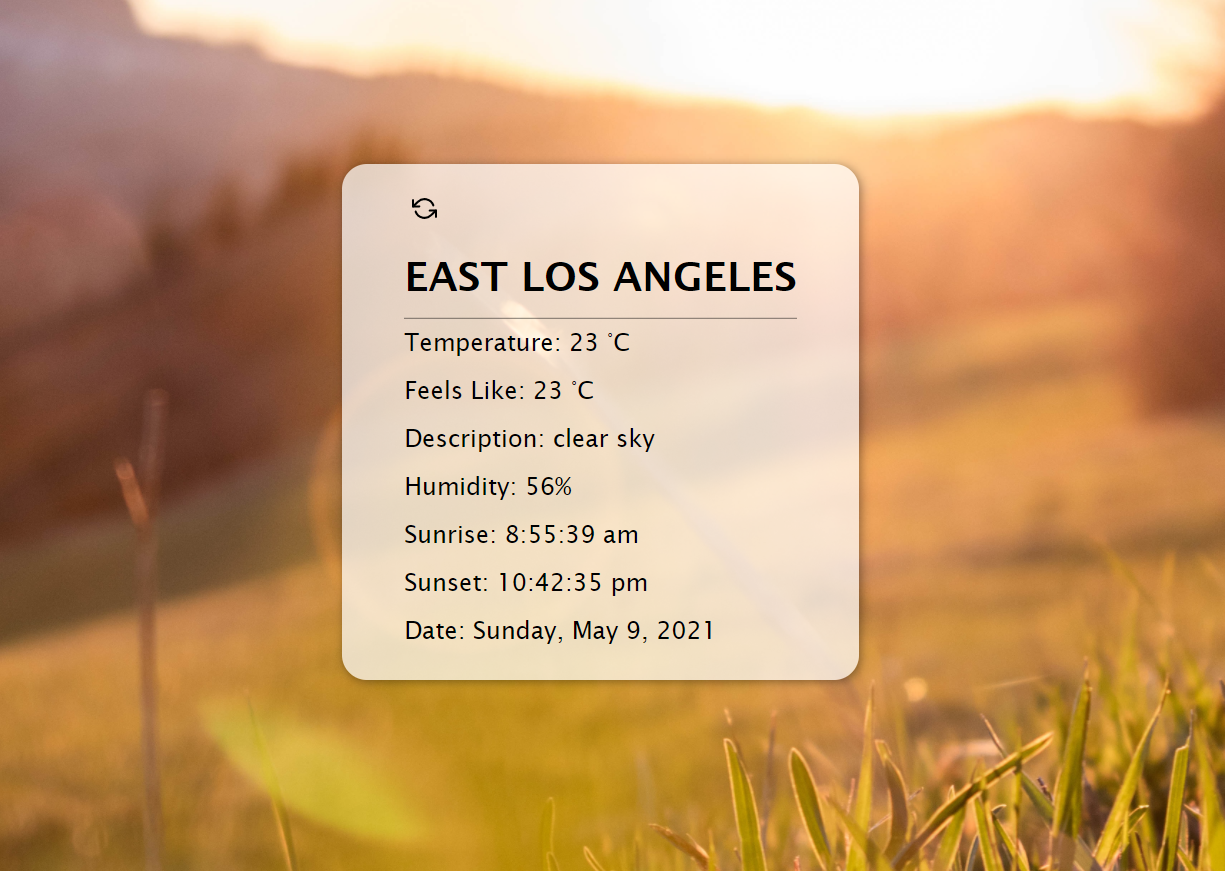 EAST LOS ANGELES
Temperature: 23 °C
Feels Like: 23 °C
Description: clear sky
Humidity: 56%
Sunrise: 8:55:39 am
Sunset: 10:42:35 pm
Date: Sunday, May 9, 2021